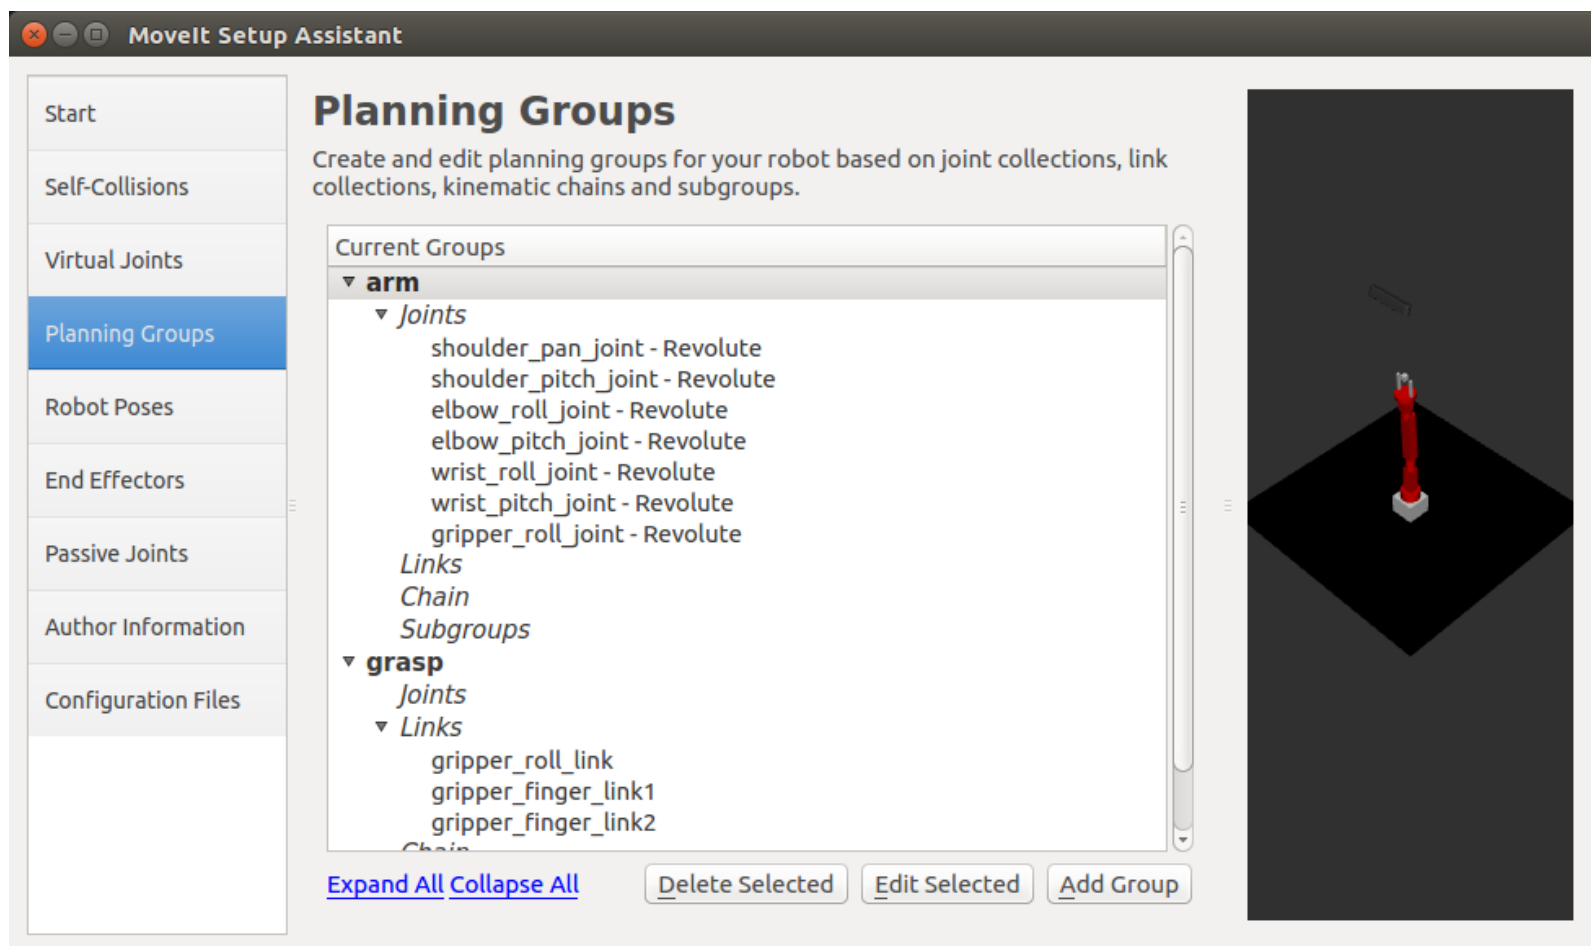 MoveIt Setup Assistant
Start
Self-Collisions
Virtual Joints
Planning Groups
Robot Poses
End Effectors
Passive Joints
Author Information
Configuration Files
Planning Groups
Create and edit planning groups for your robot based on joint collections, link
collections, kinematic chains and subgroups.
Current Groups
arm
Joints
shoulder_pan_joint - Revolute
shoulder_pitch_joint - Revolute
elbow_roll_joint - Revolute
elbow_pitch_joint - Revolute
wrist_roll_joint - Revolute
wrist_pitch_joint - Revolute
gripper_roll_joint - Revolute
Links
Chain
Subgroups
grasp
Joints
Links
gripper_roll_link
gripper_finger_link1
gripper_finger_link2
Chain
Expand All Collapse All
Delete Selected
Edit Selected
Add Group